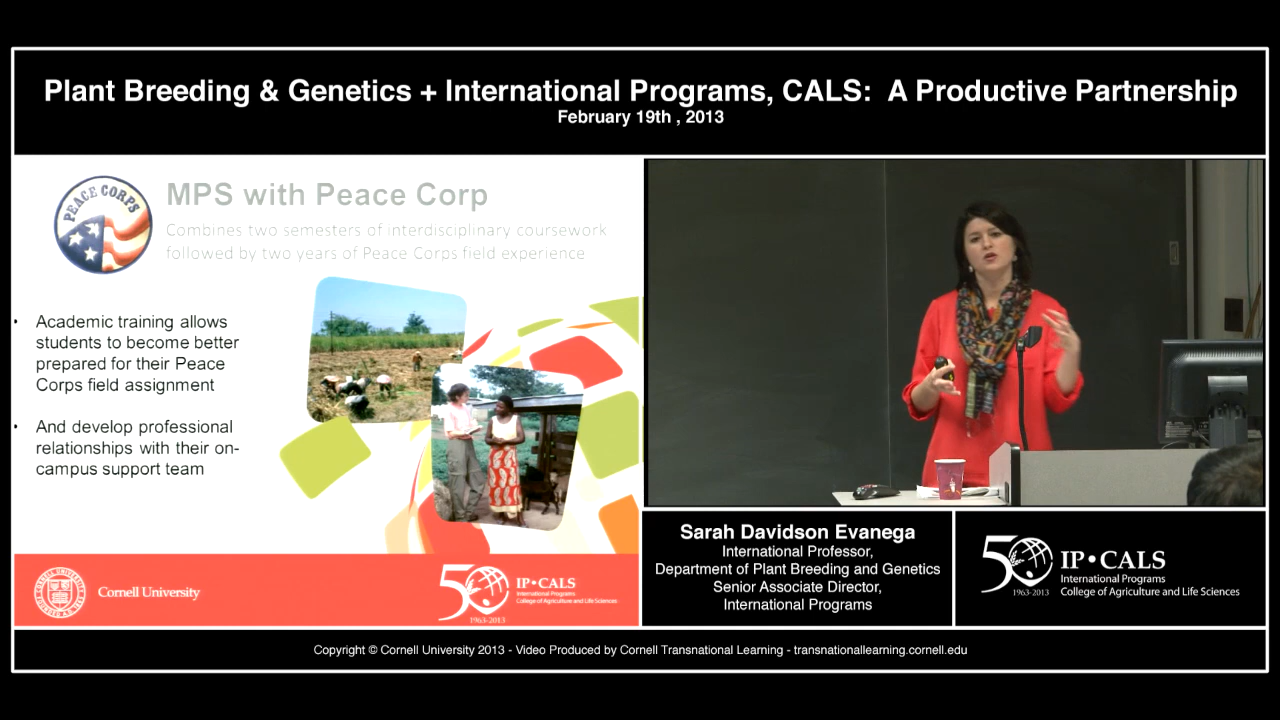 Plant Breeding & Genetics + International Programs, CALS: A Productive Partnership
February 19th , 2013
PEACE CORPS
MPS with Peace Corp
Combines two semesters of interdisciplinary coursework
followed by two years of Peace Corps field experience
• Academic training allows
students to become better
prepared for their Peace
Corps field assignment
• And develop professional
relationships with their on-
campus support team
Cornell University
50
1963-2013
IP•CALS
International Programs
College of Agriculture and Life Sciences
Sarah Davidson Evanega
International Professor,
Department of Plant Breeding and Genetics
Senior Associate Director,
International Programs
50
1963-2013
IP•CALS
International Programs
College of Agriculture and Life Sciences
Copyright © Cornell University 2013 - Video Produced by Cornell Transnational Learning - transnationallearning.cornell.edu